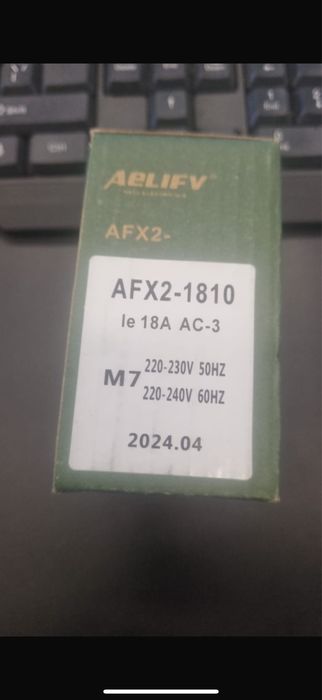 AELIFV
AFX2-
AFX2-1810
Ie 18A AC-3
M7 220-230V 50HZ
220-240V 60HZ
2024.04